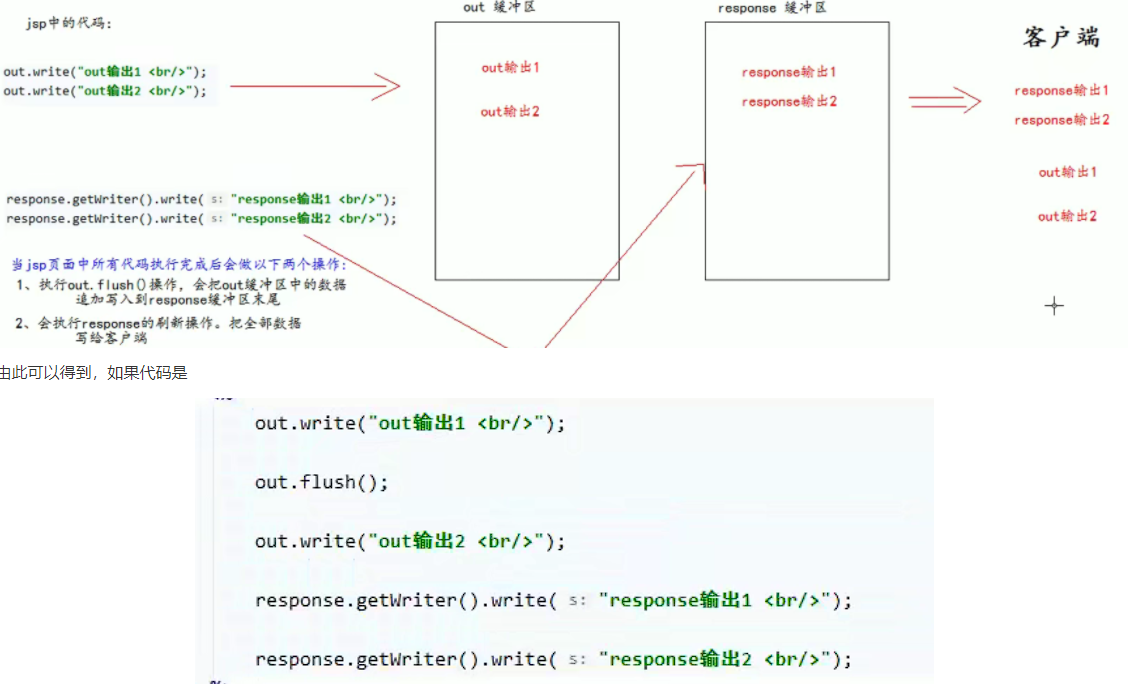 jsp中的代码:
out.write("out输出1 <br/>");
out.write("out输出2 <br/>");
out 缓冲区
out输出1
out输出2
response 缓冲区
response输出1
response输出2
客户端
response输出1
response输出2
out输出1
out输出2
response.getWriter().write( s: "response输出1 <br/>");
response.getWriter().write( s: "response输出2 <br/>");
当jsp页面中所有代码执行完成后会做以下两个操作:
1、执行out.flush()操作，会把out缓冲区中的数据
追加写入到response缓冲区末尾
2、会执行response的刷新操作。把全部数据
写给客户端
由此可以得到，如果代码是
out.write("out输出1 <br/>");
out.flush();
out.write("out输出2 <br/>");
response.getWriter().write( s: "response输出1 <br/>");
response.getWriter().write( s: "response输出2 <br/>");